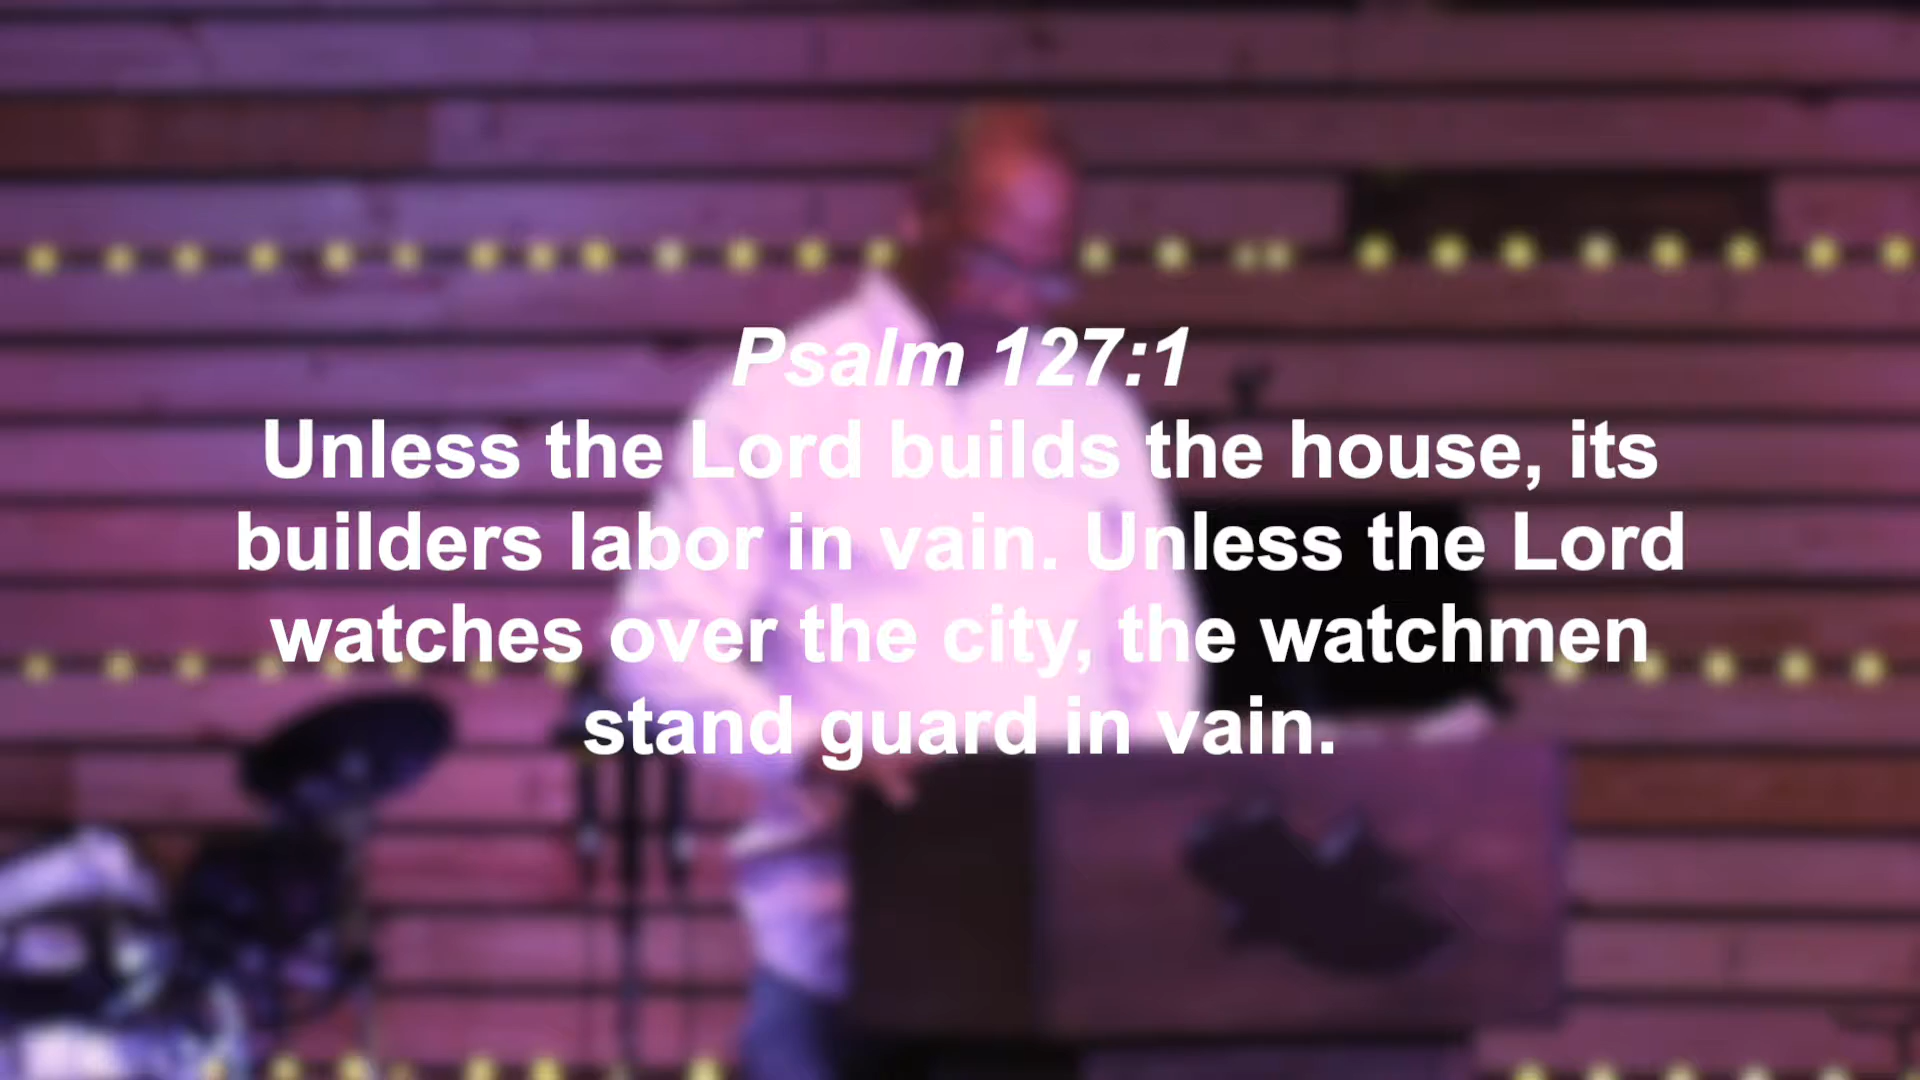 Psalm 127:1
Unless the Lord builds the house, its
builders labor in vain. Unless the Lord
watches over the city, the watchmen
stand guard in vain.